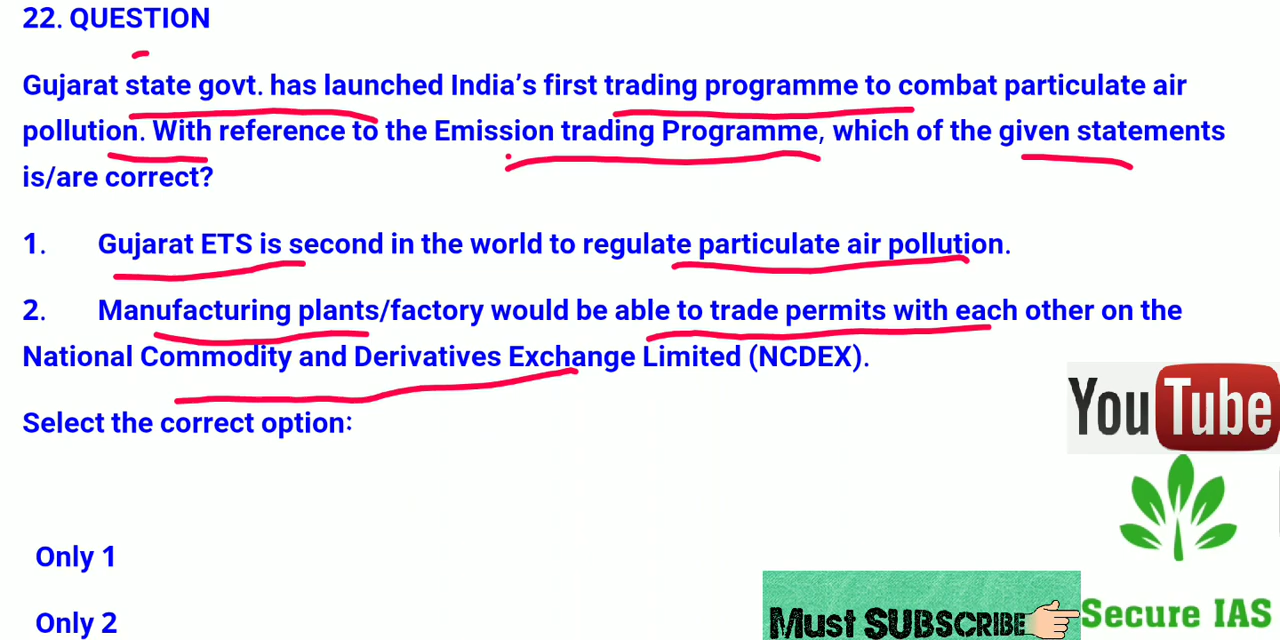 22. QUESTION
Gujarat state govt. has launched India's first trading programme to combat particulate air
pollution. With reference to the Emission trading Programme, which of the given statements
is/are correct?
1. Gujarat ETS is second in the world to regulate particulate air pollution.
2. Manufacturing plants/factory would be able to trade permits with each other on the
National Commodity and Derivatives Exchange Limited (NCDEX).
Select the correct option:
You Tube
Only 1
Only 2
Must SUBSCRIBE
Secure IAS